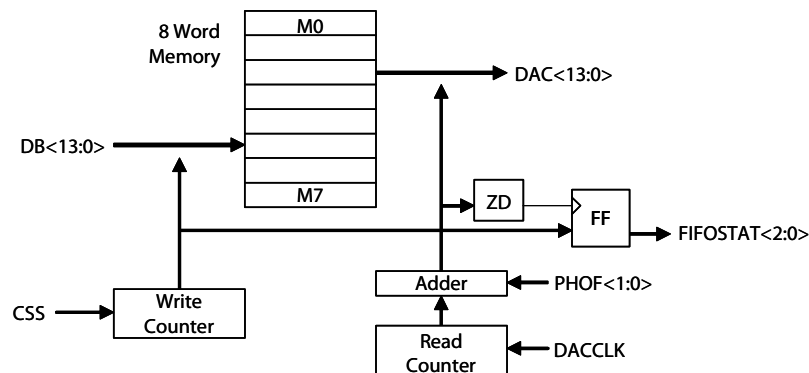 8 Word
Memory
M0
DAC<13:0>
DB<13:0>
M7
ZD
FF
FIFOSTAT<2:0>
Adder
PHOF<1:0>
CSS
Write
Counter
Read
Counter
DACCLK